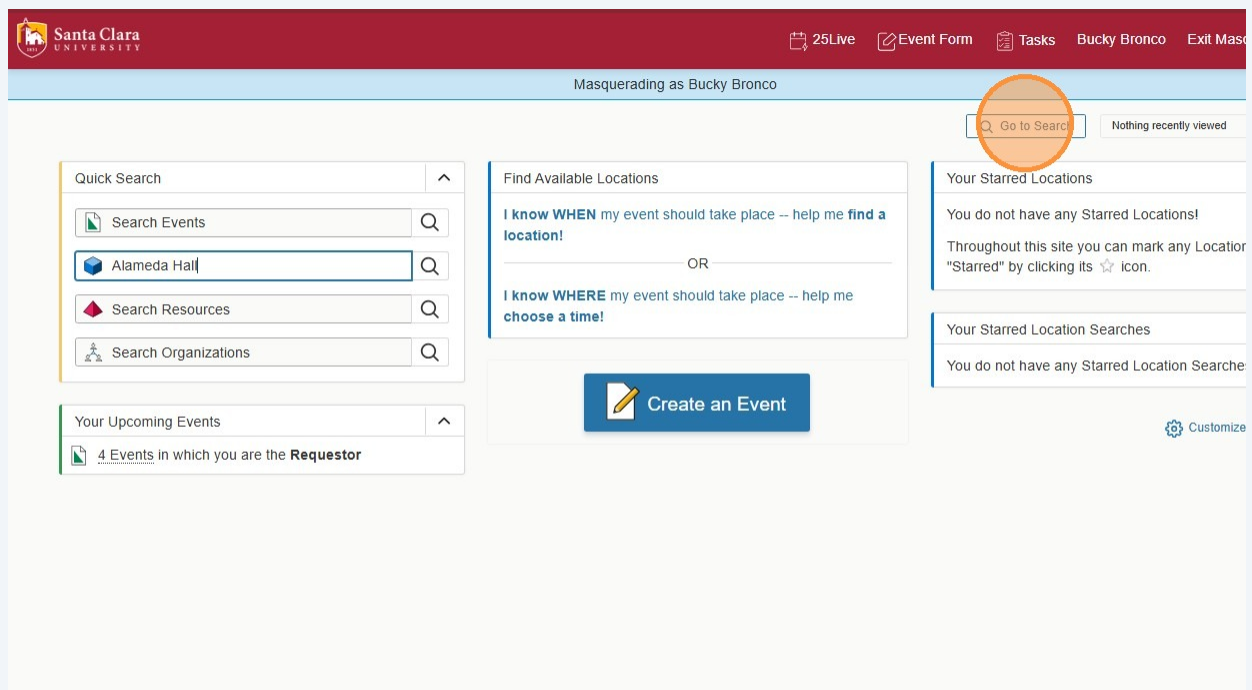 Santa Clara
UNIVERSITY
25Live
Event Form
Tasks
Bucky Bronco
Exit Masq
Masquerading as Bucky Bronco
Go to Search
Nothing recently viewed
Quick Search
Search Events
Alameda Hall
Search Resources
Search Organizations
Your Upcoming Events
4 Events in which you are the Requestor
Find Available Locations
I know WHEN my event should take place -- help me find a
location!
OR
I know WHERE my event should take place -- help me
choose a time!
Create an Event
Your Starred Locations
You do not have any Starred Locations!
Throughout this site you can mark any Location
"Starred" by clicking its icon.
Your Starred Location Searches
You do not have any Starred Location Searche
Customize